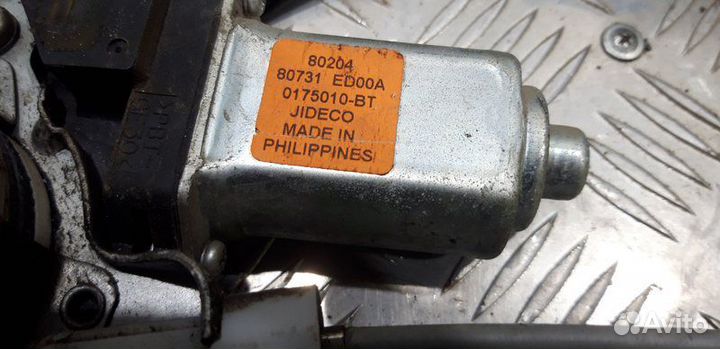 80204
80731 ED00A
0175010-BT
JIDECO
MADE IN
PHILIPPINES
Avito